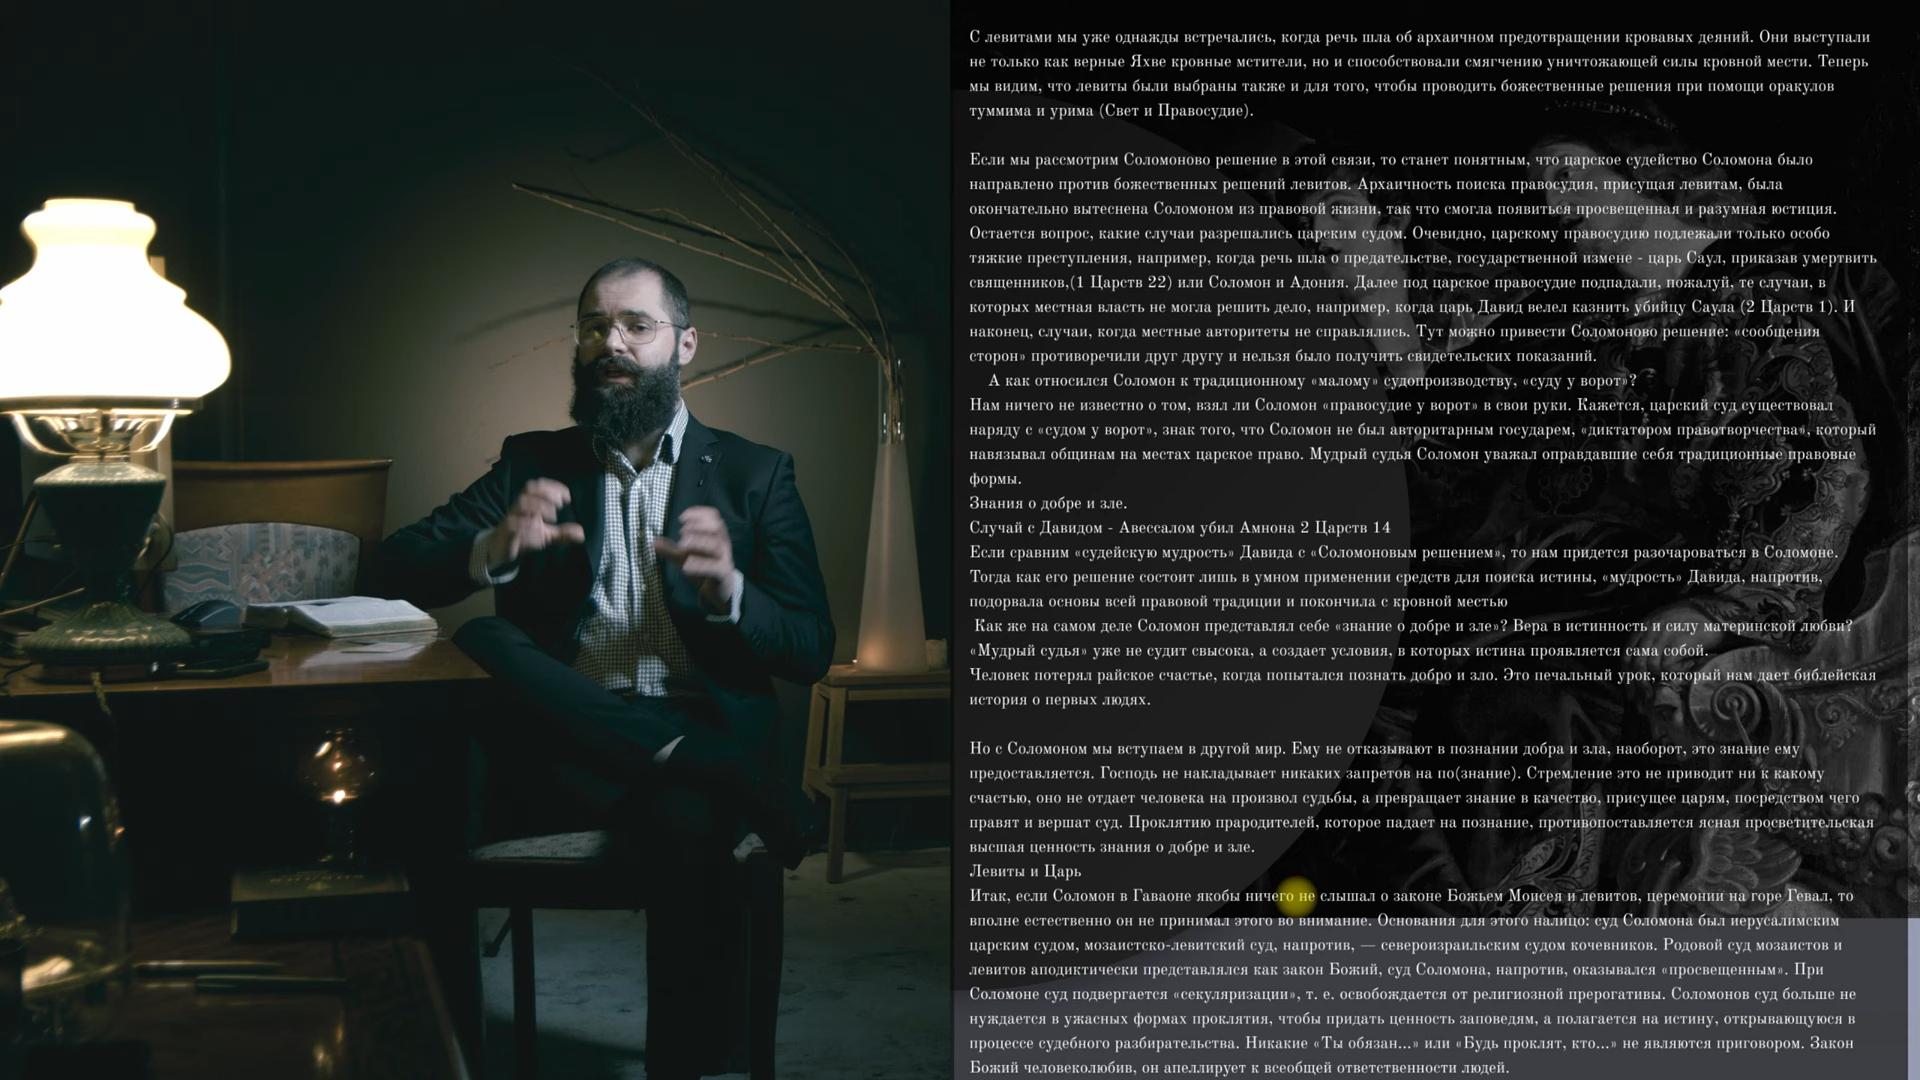 С левитами мы уже однажды встречались, когда речь шла об архаичном предотвращении кровавых деяний. Они выступали
не только как верные Яхве кровные мстители, но и способствовали смягчению уничтожающей силы кровной мести. Теперь
мы видим, что левиты были выбраны также и для того, чтобы проводить божественные решения при помощи оракулов
туммима и урима (Свет и Правосудие).
Если мы рассмотрим Соломоново решение в этой связи, то станет понятным, что царское судейство Соломона было
направлено против божественных решений левитов. Архаичность поиска правосудия, присущая левитам, была
окончательно вытеснена Соломоном из правовой жизни, так что смогла появиться просвещенная и разумная юстиция.
Остается вопрос, какие случаи разрешались царским судом. Очевидно, царскому правосудию подлежали только особо
тяжкие преступления, например, когда речь шла о предательстве, государственной измене - царь Саул, приказав умертвить
священников,(1 Царств 22) или Соломон и Адония. Далее под царское правосудие подпадали, пожалуй, те случаи, в
которых местная власть не могла решить дело, например, когда царь Давид велел казнить убийцу Саула (2 Царств 1). И
наконец, случаи, когда местные авторитеты не справлялись. Тут можно привести Соломоново решение: «сообщения
сторон» противоречили друг другу и нельзя было получить свидетельских показаний.
А как относился Соломон к традиционному «малому» судопроизводству, «суду у ворот»?
Нам ничего не известно о том, взял ли Соломон «правосудие у ворот» в свои руки. Кажется, царский суд существовал
наряду с «судом у ворот», знак того, что Соломон не был авторитарным государем, «диктатором правотворчества», который
навязывал общинам на местах царское право. Мудрый судья Соломон уважал оправдавшие себя традиционные правовые
формы.
Знания о добре и зле.
Случай с Давидом - Авессалом убил Амнона 2 Царств 14
Если сравним «судейскую мудрость» Давида с «Соломоновым решением», то нам придется разочароваться в Соломоне.
Тогда как его решение состоит лишь в умном применении средств для поиска истины, «мудрость» Давида, напротив,
подорвала основы всей правовой традиции и покончила с кровной местью
Как же на самом деле Соломон представлял себе «знание о добре и зле»? Вера в истинность и силу материнской любви?
«Мудрый судья» уже не судит свысока, а создает условия, в которых истина проявляется сама собой.
Человек потерял райское счастье, когда попытался познать добро и зло. Это печальный урок, который нам дает библейская
история о первых людях.
Но с Соломоном мы вступаем в другой мир. Ему не отказывают в познании добра и зла, наоборот, это знание ему
предоставляется. Господь не накладывает никаких запретов на по(знание). Стремление это не приводит ни к какому
счастью, оно не отдает человека на произвол судьбы, а превращает знание в качество, присущее царям, посредством чего
правят и вершат суд. Проклятию прародителей, которое падает на познание, противопоставляется ясная просветительская
высшая ценность знания о добре и зле.
Левиты и Царь
Итак, если Соломон в Гаваоне якобы ничего не слышал о законе Божьем Моисея и левитов, церемонии на горе Гевал, то
вполне естественно он не принимал этого во внимание. Основания для этого налицо: суд Соломона был иерусалимским
царским судом, мозаистско-левитский суд, напротив, — североизраильским судом кочевников. Родовой суд мозаистов и
левитов аподиктически представлялся как закон Божий, суд Соломона, напротив, оказывался «просвещенным». При
Соломоне суд подвергается «секуляризации», т. е. освобождается от религиозной прерогативы. Соломонов суд больше не
нуждается в ужасных формах проклятия, чтобы придать ценность заповедям, а полагается на истину, открывающуюся в
процессе судебного разбирательства. Никакие «Ты обязан...» или «Будь проклят, кто...» не являются приговором. Закон
Божий человеколюбив, он апеллирует к всеобщей ответственности людей.